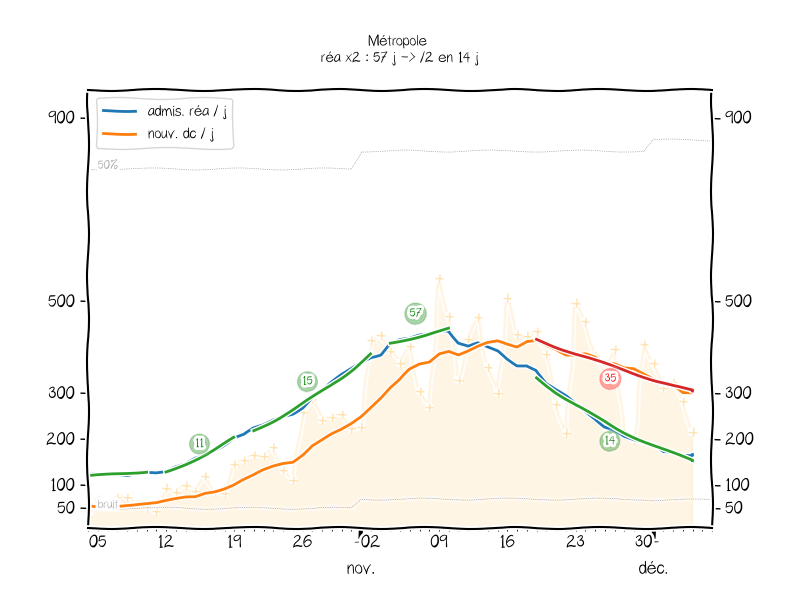 Métropole
réa x2 : 57 j -> /2 en 14 j
admis. réa / j
nouv. dc / j
900
900
50%
500
500
57
300
300
15
35
200
200
11
14
100
100
50
50
bruit
05 12 19 26 02 09 16 23 30
nov. déc.